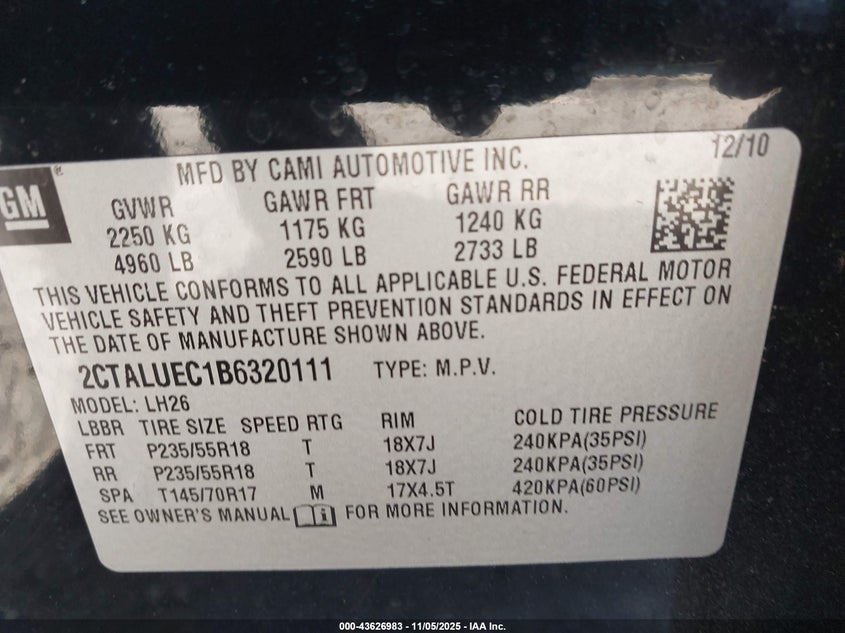 12/10
MFD BY CAMI AUTOMOTIVE INC.
GM
GVWR GAWR FRT GAWR RR
2250 KG 1175 KG 1240 KG
4960 LB 2590 LB 2733 LB
THIS VEHICLE CONFORMS TO ALL APPLICABLE U.S. FEDERAL MOTOR
VEHICLE SAFETY AND THEFT PREVENTION STANDARDS IN EFFECT ON
THE DATE OF MANUFACTURE SHOWN ABOVE.
2CTALUEC1B6320111 TYPE: M.P.V.
MODEL: LH26
LBBR TIRE SIZE SPEED RTG RIM COLD TIRE PRESSURE
FRT P235/55R18 T 18X7J 240KPA(35PSI)
RR P235/55R18 T 18X7J 240KPA(35PSI)
SPA T145/70R17 M 17X4.5T 420KPA(60PSI)
SEE OWNER'S MANUAL FOR MORE INFORMATION.
000-43626983 - 11/05/2025 - IAA Inc.